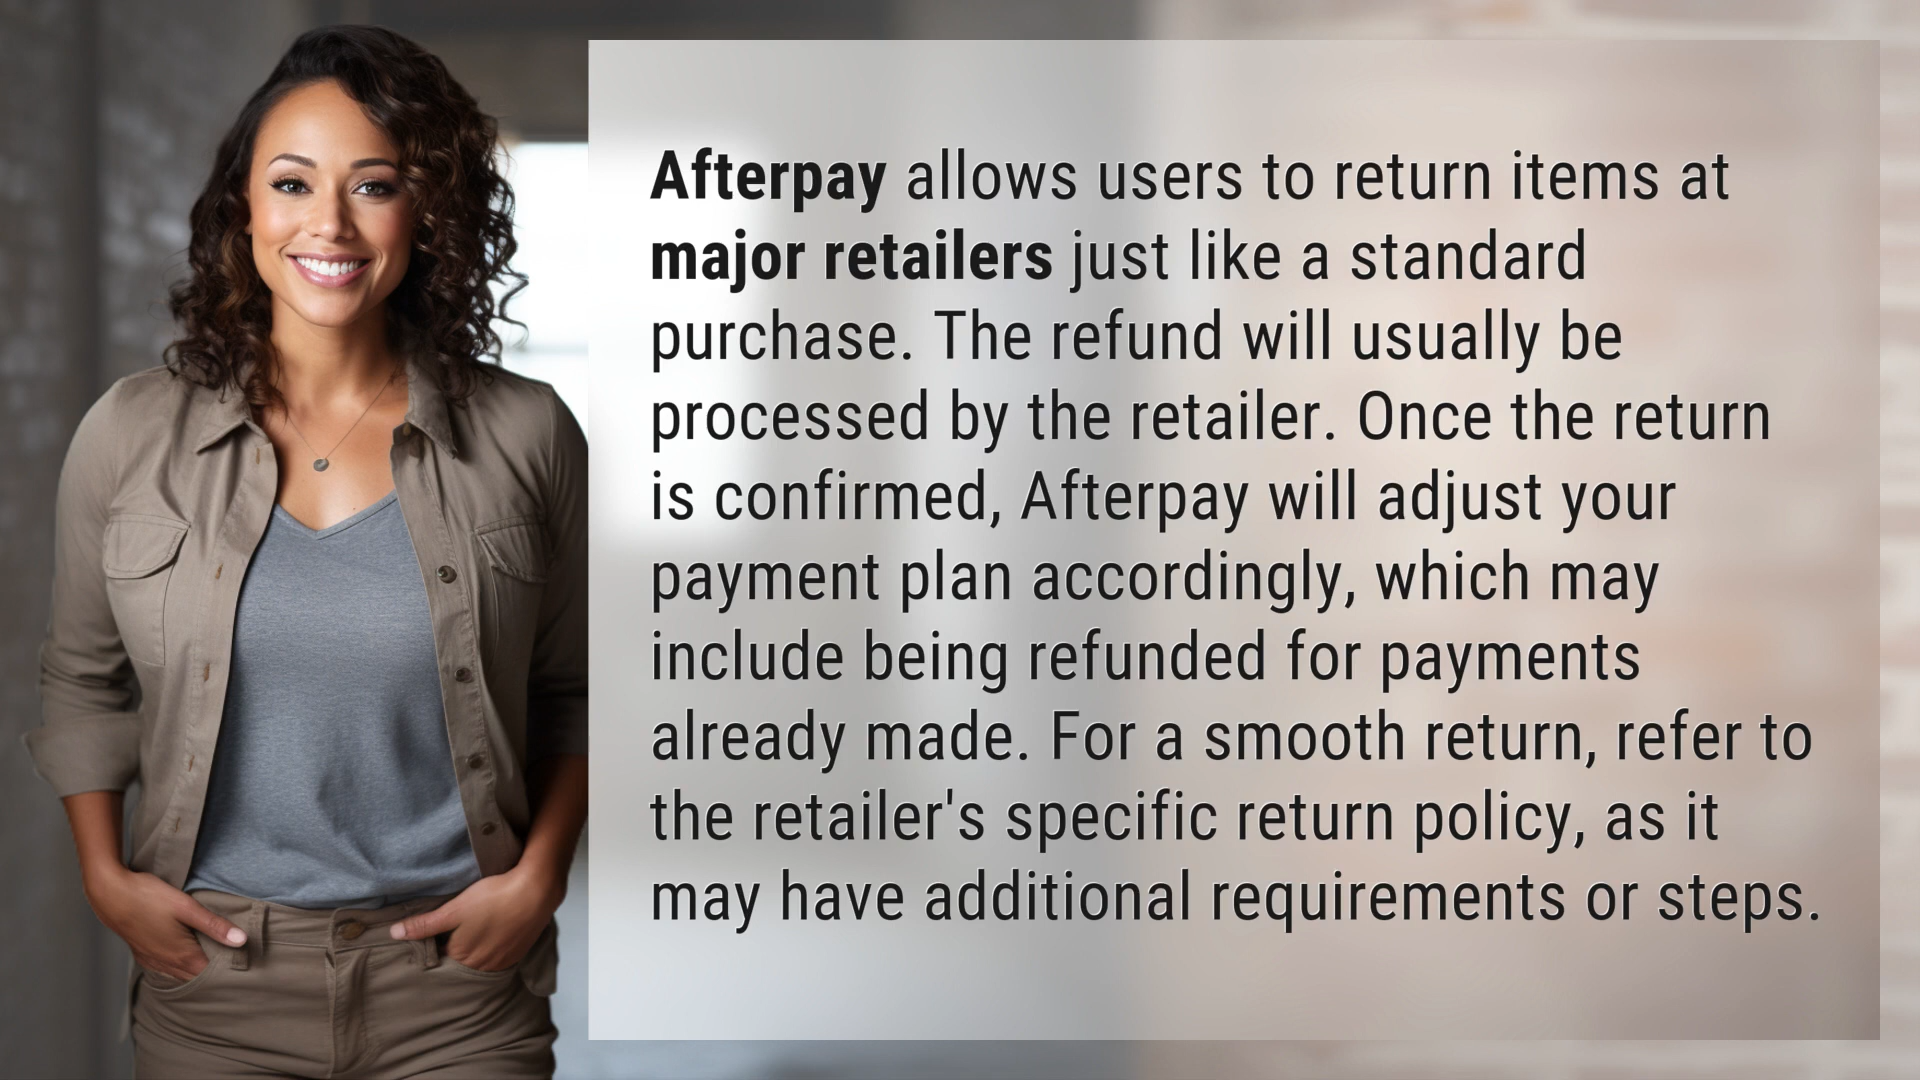 Afterpay allows users to return items at
major retailers just like a standard
purchase. The refund will usually be
processed by the retailer. Once the return
is confirmed, Afterpay will adjust your
payment plan accordingly, which may
include being refunded for payments
already made. For a smooth return, refer to
the retailer's specific return policy, as it
may have additional requirements or steps.